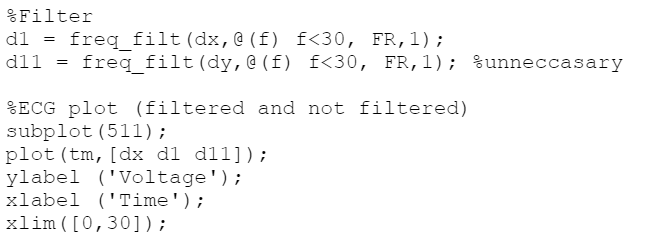 %Filter
d1 = freq_filt(dx,@(f) f<30, FR,1);
d11 = freq_filt(dy,@(f) f<30, FR,1); %unneccasary
%ECG plot (filtered and not filtered)
subplot(511);
plot(tm,[dx d1 d11]);
ylabel ('Voltage');
xlabel ('Time');
xlim([0,30]);